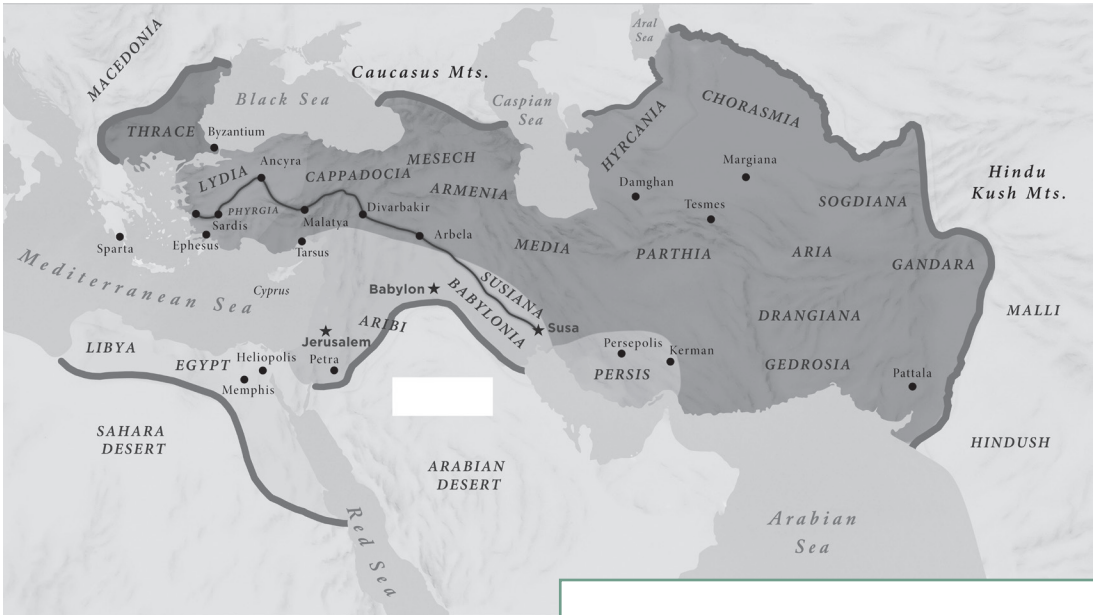 MACEDONIA
Aral
Sea
Caucasus Mts.
Black Sea
Caspian
Sea
CHORASMIA
HYRCANIA
THRACE
Byzantium
MESECH
Ancyra
LYDIA
CAPPADOCIA
ARMENIA
Margiana
Hindu
Kush Mts.
Damghan
Tesmes
SOGDIANA
PHRYGIA
Sardis
Malatya
Divarbakir
Sparta
Ephesus
Tarsus
Arbela
MEDIA
PARTHIA
ARIA
GANDARA
Mediterranean Sea
Cyprus
Babylon
SUSIANA
BABYLONIA
Susa
ARIBI
Jerusalem
DRANGIANA
MALLI
LIBYA
EGYPT
Heliopolis
Petra
Memphis
Persepolis
Kerman
PERSIS
GEDROSIA
Pattala
SAHARA
DESERT
ARABIAN
DESERT
HINDUSH
Red Sea
Arabian
Sea